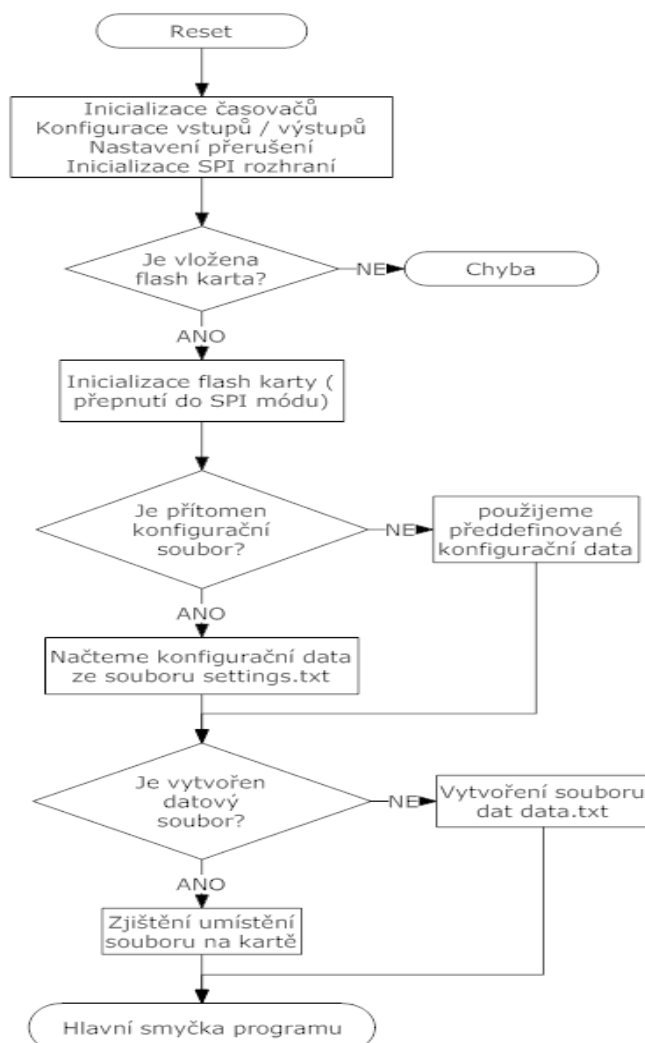 Reset
Inicializace časovačů
Konfigurace vstupů / výstupů
Nastavení přerušení
Inicializace SPI rozhraní
Je vložena
flash karta?
NE
Chyba
ANO
Inicializace flash karty (
přepnutí do SPI módu)
Je přítomen
konfigurační
soubor?
NE
použijeme
předdefinované
konfigurační data
ANO
Načteme konfigurační data
ze souboru settings.txt
Je vytvořen
datový
soubor?
NE
Vytvoření souboru
dat data.txt
ANO
Zjištění umístění
souboru na kartě
Hlavní smyčka programu